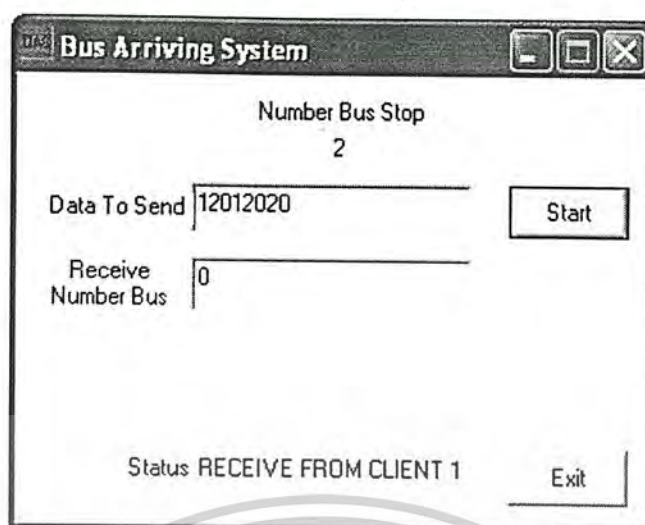 Bus Arriving System
Number Bus Stop
2
Data To Send 12012020 Start
Receive
Number Bus 0
Status RECEIVE FROM CLIENT 1 Exit